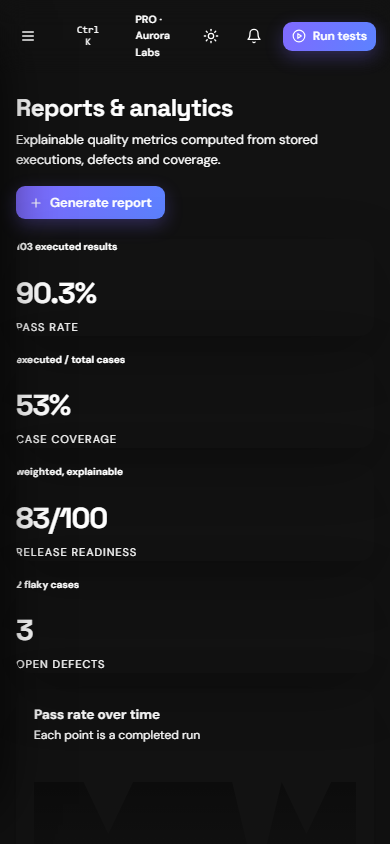 Ctrl
K
PRO ·
Aurora
Labs
Run tests
Reports & analytics
Explainable quality metrics computed from stored
executions, defects and coverage.
Generate report
103 executed results
90.3%
PASS RATE
executed / total cases
53%
CASE COVERAGE
weighted, explainable
83/100
RELEASE READINESS
2 flaky cases
3
OPEN DEFECTS
Pass rate over time
Each point is a completed run